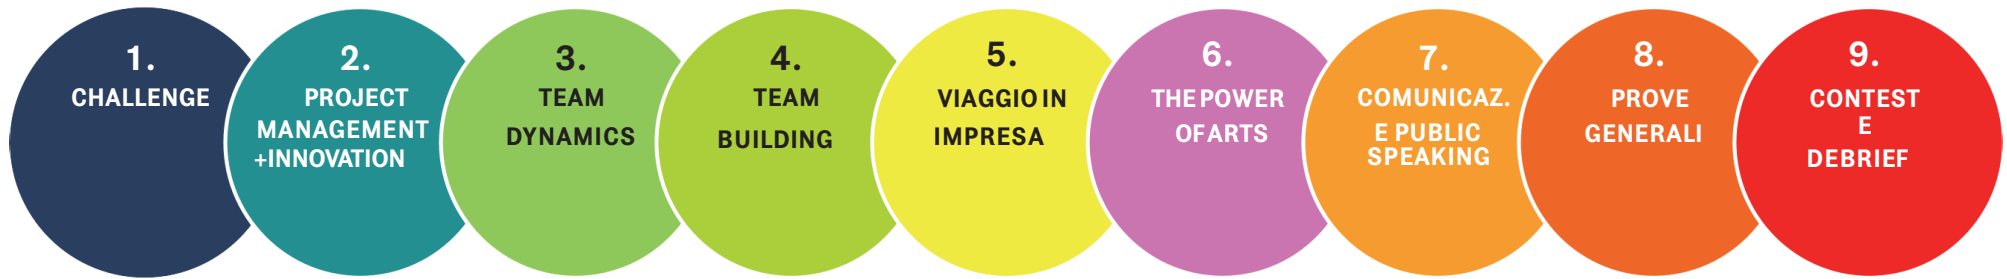 1.
CHALLENGE
2.
PROJECT
MANAGEMENT
+INNOVATION
3.
TEAM
DYNAMICS
4.
TEAM
BUILDING
5.
VIAGGIO IN
IMPRESA
6.
THE POWER
OF ARTS
7.
COMUNICAZ.
E PUBLIC
SPEAKING
8.
PROVE
GENERALI
9.
CONTEST
E
DEBRIEF